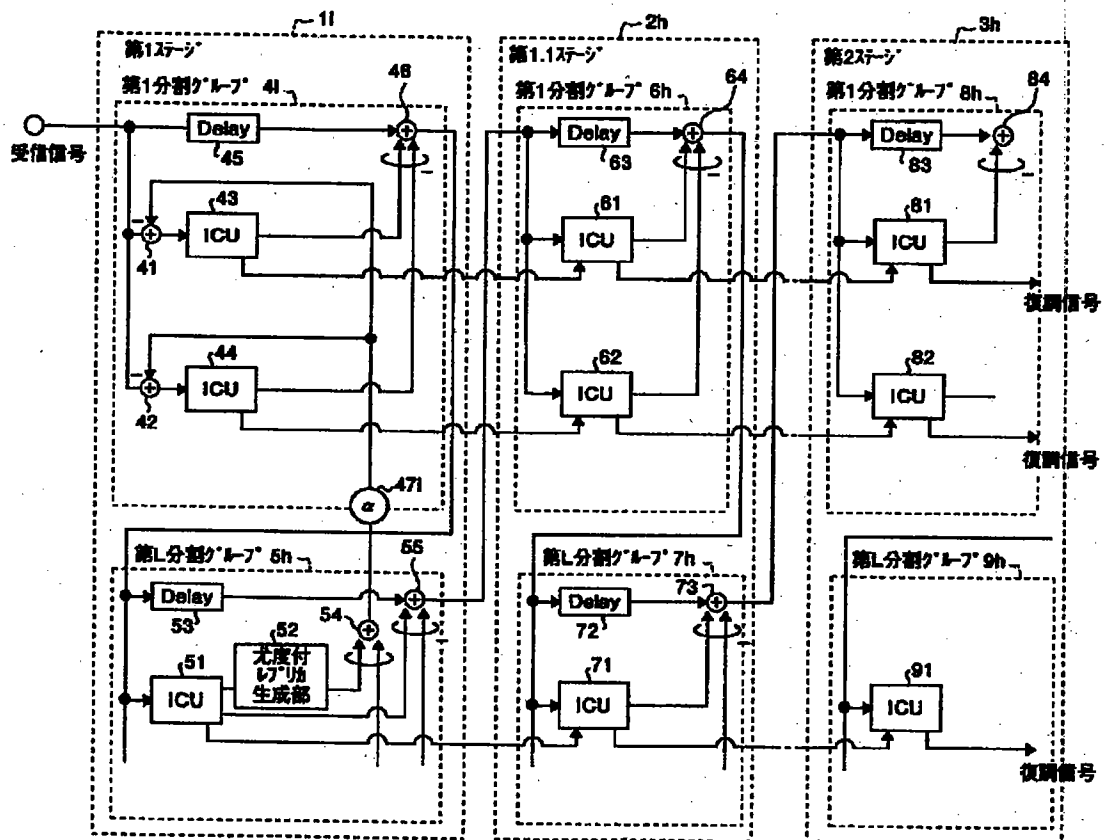 1i
2h
3h
第1ステージ
第1.1ステージ
第2ステージ
第1分割グループ 4i
46
第1分割グループ 6h
64
第1分割グループ 8h
84
受信信号
Delay
45
Delay
63
Delay
83
-
-
-
-
43
ICU
41
61
ICU
81
ICU
復調信号
-
44
ICU
42
62
ICU
82
ICU
復調信号
α
47i
第L分割グループ 5h
55
第L分割グループ 7h
73
第L分割グループ 9h
Delay
53
54
Delay
72
-
-
52
尤度付
レプリカ
生成部
51
ICU
71
ICU
91
ICU
復調信号